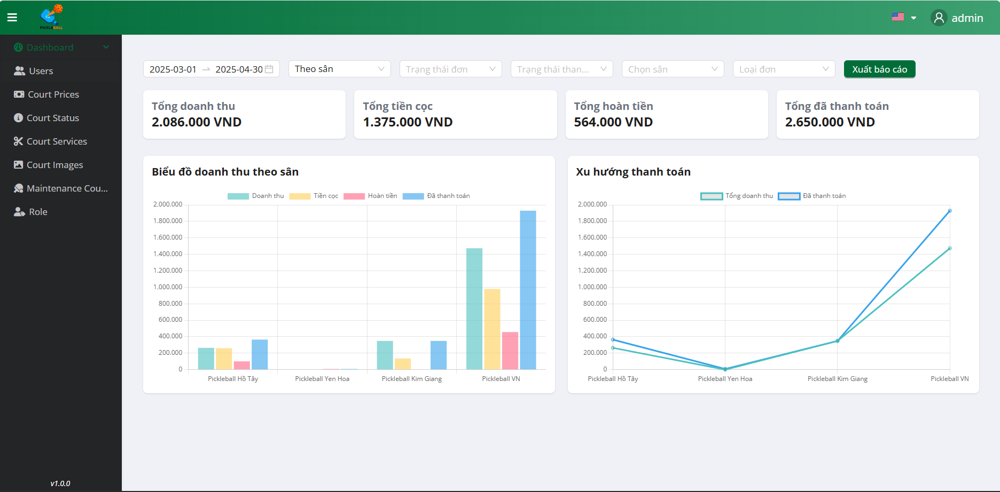 PICKLEBALL
admin
Dashboard
Users
Court Prices
Court Status
Court Services
Court Images
Maintenance Cou...
Role
v1.0.0
2025-03-01 → 2025-04-30
Theo sân
Trạng thái đơn
Trạng thái than...
Chọn sân
Loại đơn
Xuất báo cáo
Tổng doanh thu
2.086.000 VND
Tổng tiền cọc
1.375.000 VND
Tổng hoàn tiền
564.000 VND
Tổng đã thanh toán
2.650.000 VND
Biểu đồ doanh thu theo sân
Doanh thu Tiền cọc Hoàn tiền Đã thanh toán
2.000.000
1.800.000
1.600.000
1.400.000
1.200.000
1.000.000
800.000
600.000
400.000
200.000
0
Pickleball Hồ Tây Pickleball Yen Hoa Pickleball Kim Giang Pickleball VN
Xu hướng thanh toán
Tổng doanh thu Đã thanh toán
2.000.000
1.800.000
1.600.000
1.400.000
1.200.000
1.000.000
800.000
600.000
400.000
200.000
0
Pickleball Hồ Tây Pickleball Yen Hoa Pickleball Kim Giang Pickleball VN